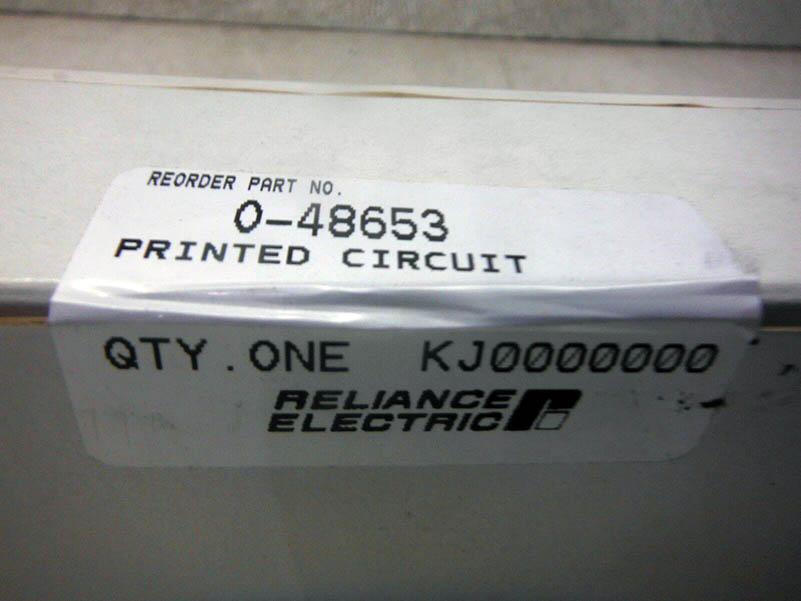 REORDER PART NO.
0-48653
PRINTED CIRCUIT
QTY.ONE KJ0000000
RELIANCE
ELECTRIC